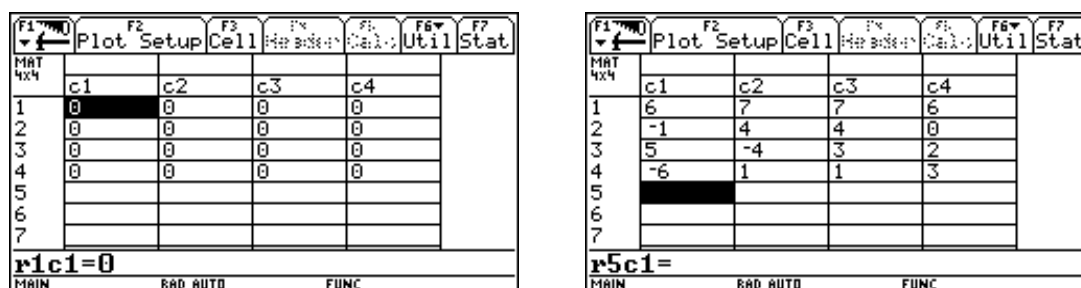 F1 F2 Plot Setup F3 Cell F6 Util F7 Stat
MAT
4x4
c1 c2 c3 c4
1 0 0 0 0
2 0 0 0 0
3 0 0 0 0
4 0 0 0 0
5
6
7
r1c1=0
MAIN RAD AUTO FUNC
F1 F2 Plot Setup F3 Cell F6 Util F7 Stat
MAT
4x4
c1 c2 c3 c4
1 6 7 7 6
2 -1 4 4 0
3 5 -4 3 2
4 -6 1 1 3
5
6
7
r5c1=
MAIN RAD AUTO FUNC